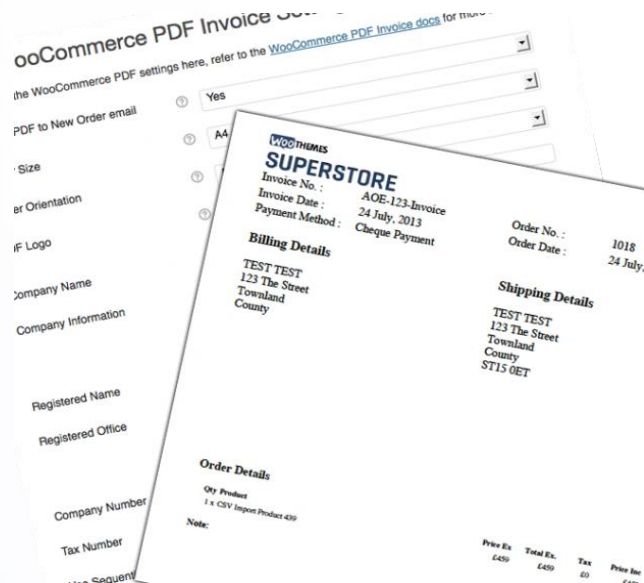 ooCommerce PDF Invoice
the WooCommerce PDF settings here, refer to the WooCommerce PDF Invoice docs for more
PDF to New Order email
Yes
Size
A4
er Orientation
F Logo
Company Name
Company Information
Registered Name
Registered Office
Company Number
Tax Number
Sequent
WOOTHEMES
SUPERSTORE
Invoice No. : AOE-123-Invoice
Invoice Date : 24 July, 2013
Payment Method : Cheque Payment
Order No. : 1018
Order Date : 24 July,
Billing Details
TEST TEST
123 The Street
Townland
County
Shipping Details
TEST TEST
123 The Street
Townland
County
ST15 0ET
Order Details
Qty Product
1 x CSV Import Product 439
Note:
Price Ex Total Ex. Tax Price Inc
£459 £459 £0